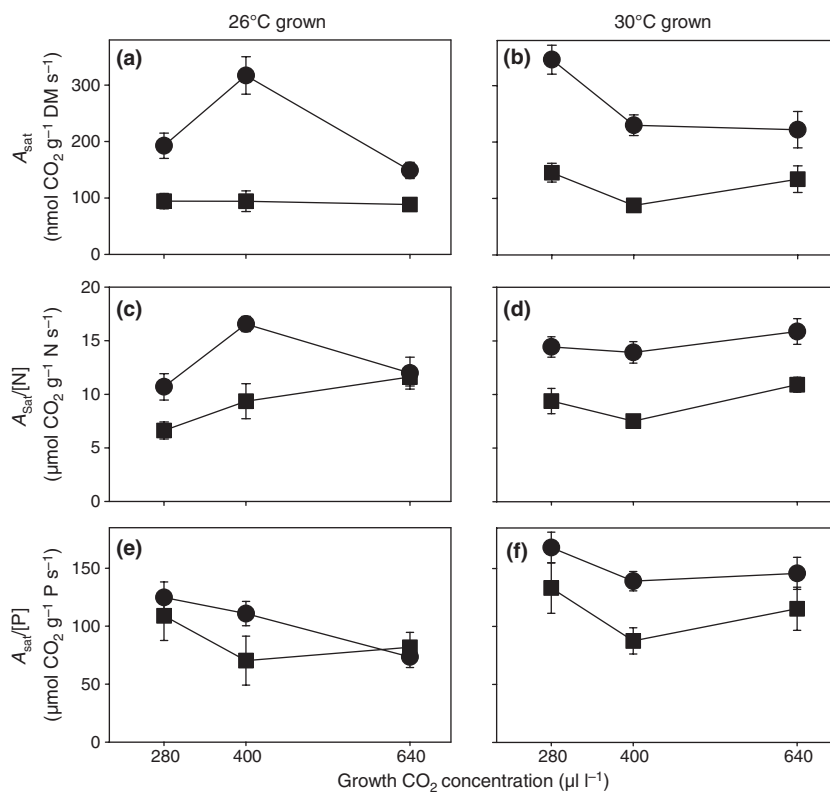 26°C grown
30°C grown
(a)
(b)
A_sat
(nmol CO₂ g⁻¹ DM s⁻¹)
300
200
100
0
(c)
(d)
A_sat/[N]
(µmol CO₂ g⁻¹ N s⁻¹)
20
15
10
5
0
(e)
(f)
A_sat/[P]
(µmol CO₂ g⁻¹ P s⁻¹)
150
100
50
0
280 400 640
280 400 640
Growth CO₂ concentration (µl l⁻¹)